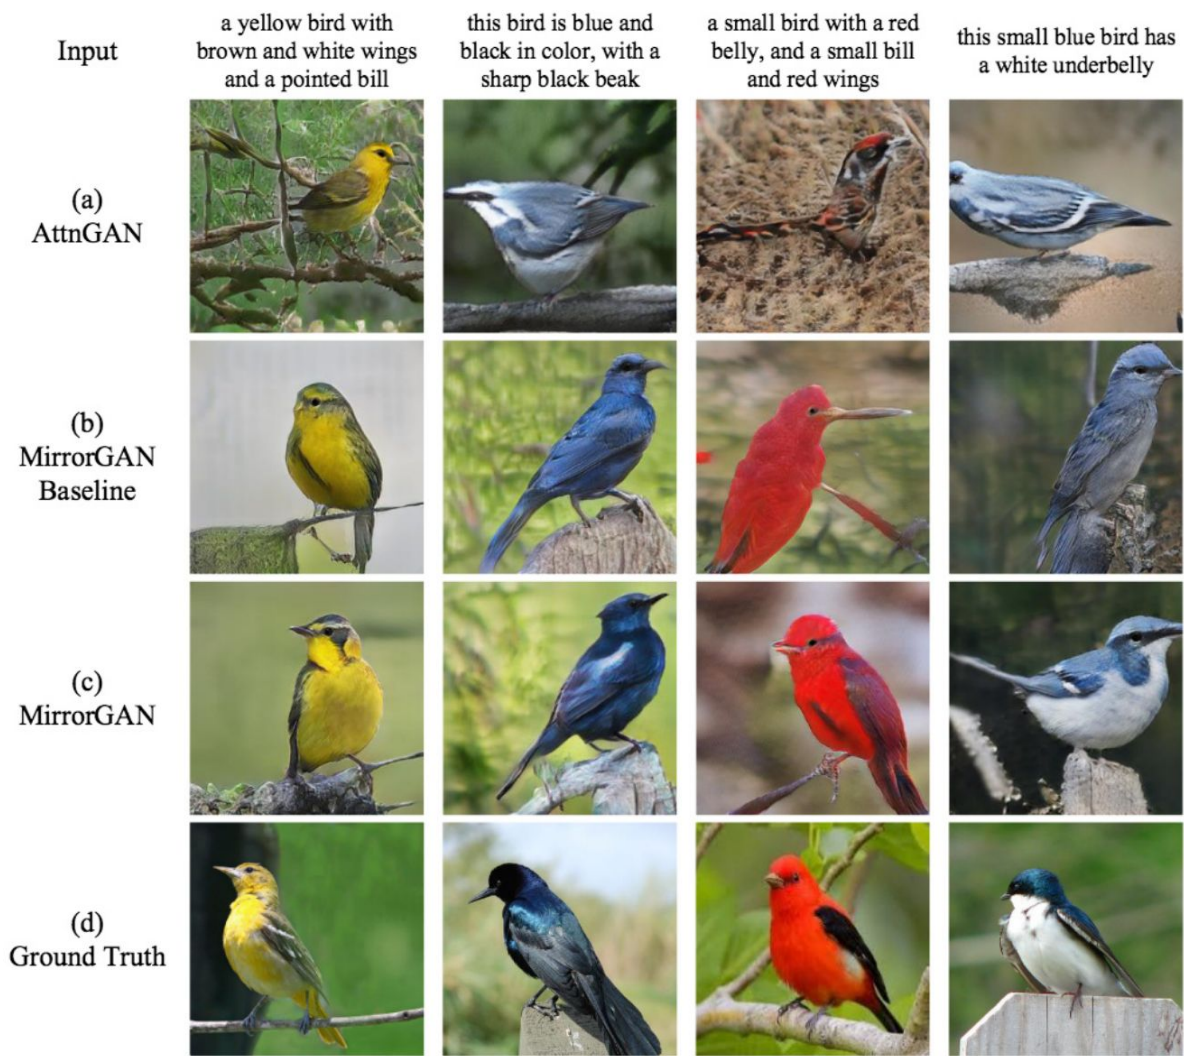 Input
a yellow bird with
brown and white wings
and a pointed bill
this bird is blue and
black in color, with a
sharp black beak
a small bird with a red
belly, and a small bill
and red wings
this small blue bird has
a white underbelly
(a)
AttnGAN
(b)
MirrorGAN
Baseline
(c)
MirrorGAN
(d)
Ground Truth